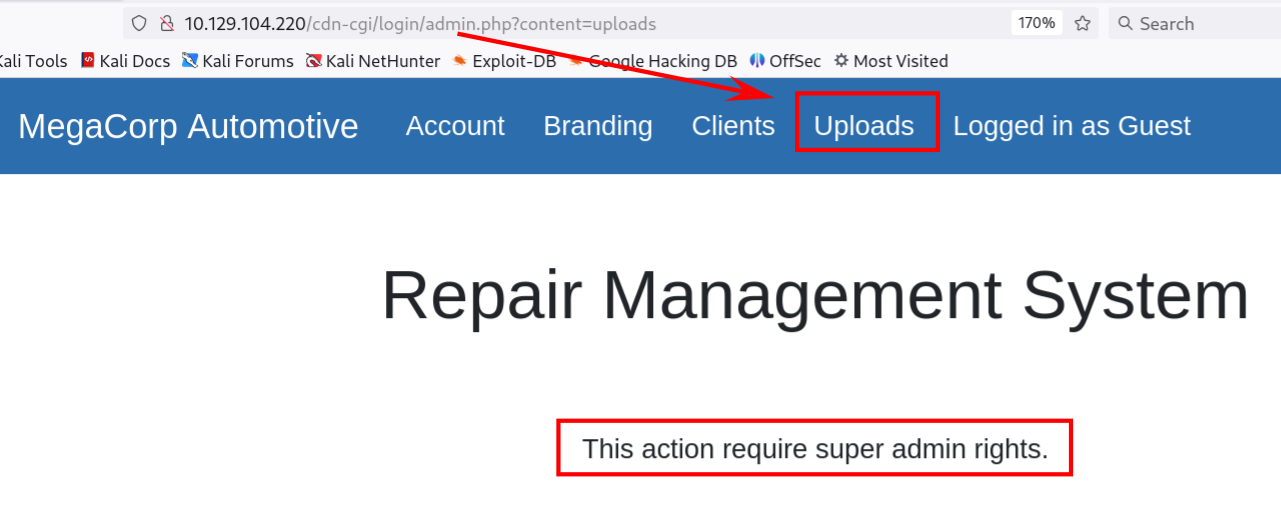 10.129.104.220/cdn-cgi/login/admin.php?content=uploads 170% Search
Kali Tools Kali Docs Kali Forums Kali NetHunter Exploit-DB Google Hacking DB OffSec Most Visited
MegaCorp Automotive Account Branding Clients Uploads Logged in as Guest
Repair Management System
This action require super admin rights.